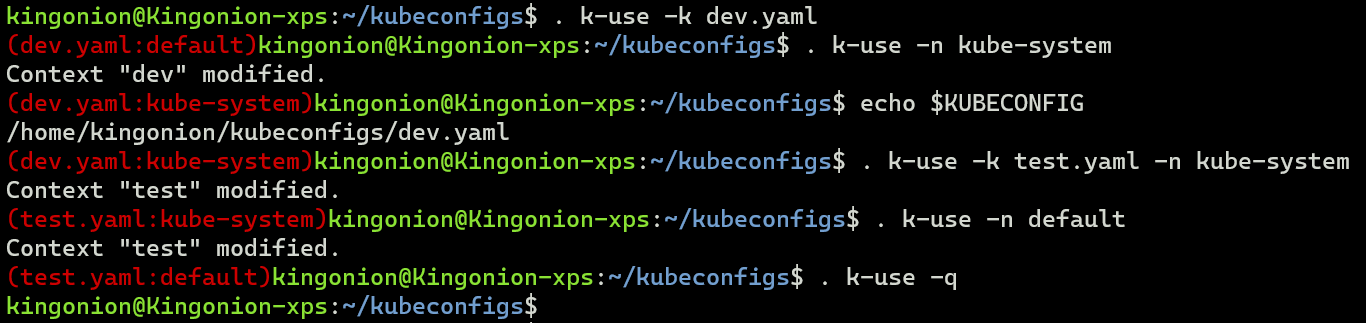 kingonion@Kingonion-xps:~/kubeconfigs$ . k-use -k dev.yaml
(dev.yaml:default)kingonion@Kingonion-xps:~/kubeconfigs$ . k-use -n kube-system
Context "dev" modified.
(dev.yaml:kube-system)kingonion@Kingonion-xps:~/kubeconfigs$ echo $KUBECONFIG
/home/kingonion/kubeconfigs/dev.yaml
(dev.yaml:kube-system)kingonion@Kingonion-xps:~/kubeconfigs$ . k-use -k test.yaml -n kube-system
Context "test" modified.
(test.yaml:kube-system)kingonion@Kingonion-xps:~/kubeconfigs$ . k-use -n default
Context "test" modified.
(test.yaml:default)kingonion@Kingonion-xps:~/kubeconfigs$ . k-use -q
kingonion@Kingonion-xps:~/kubeconfigs$